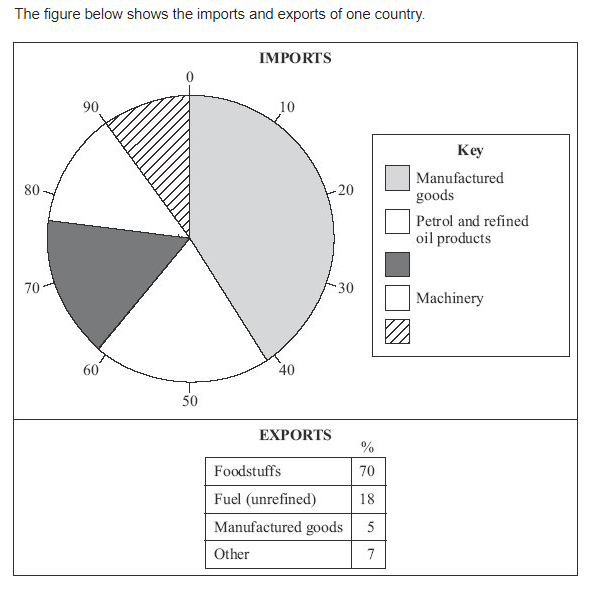 The figure below shows the imports and exports of one country.
IMPORTS
0
10
20
30
40
50
60
70
80
90
Key
Manufactured
goods
Petrol and refined
oil products
Machinery
EXPORTS
%
Foodstuffs 70
Fuel (unrefined) 18
Manufactured goods 5
Other 7